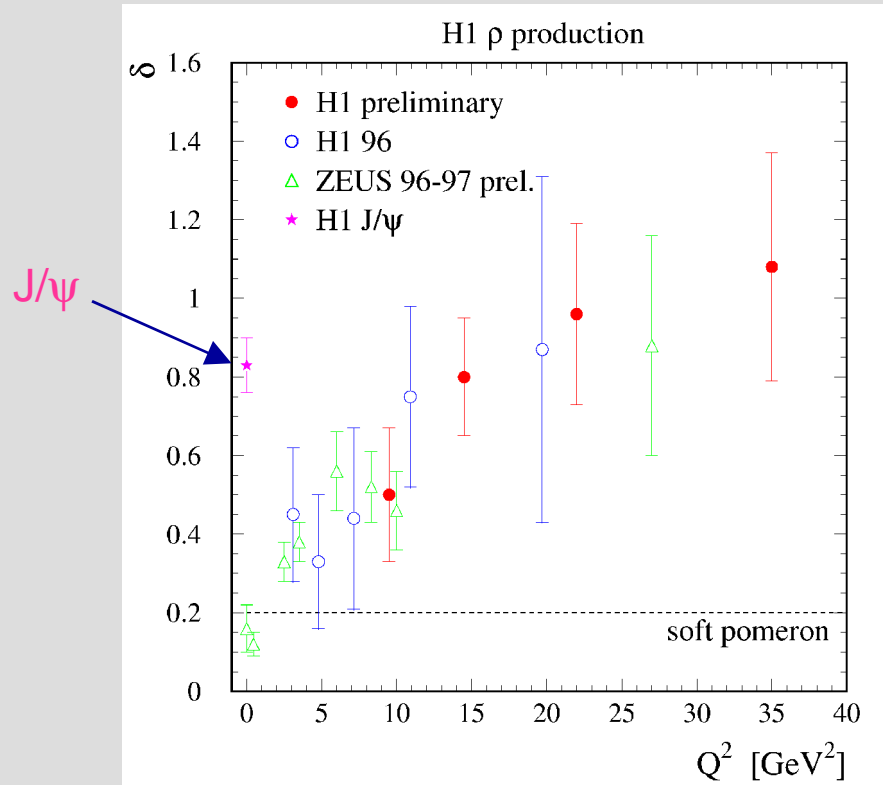 H1 ρ production
δ
1.6
1.4
1.2
1
0.8
0.6
0.4
0.2
0
H1 preliminary
H1 96
ZEUS 96-97 prel.
H1 J/ψ
J/ψ
soft pomeron
0 5 10 15 20 25 30 35 40
Q² [GeV²]